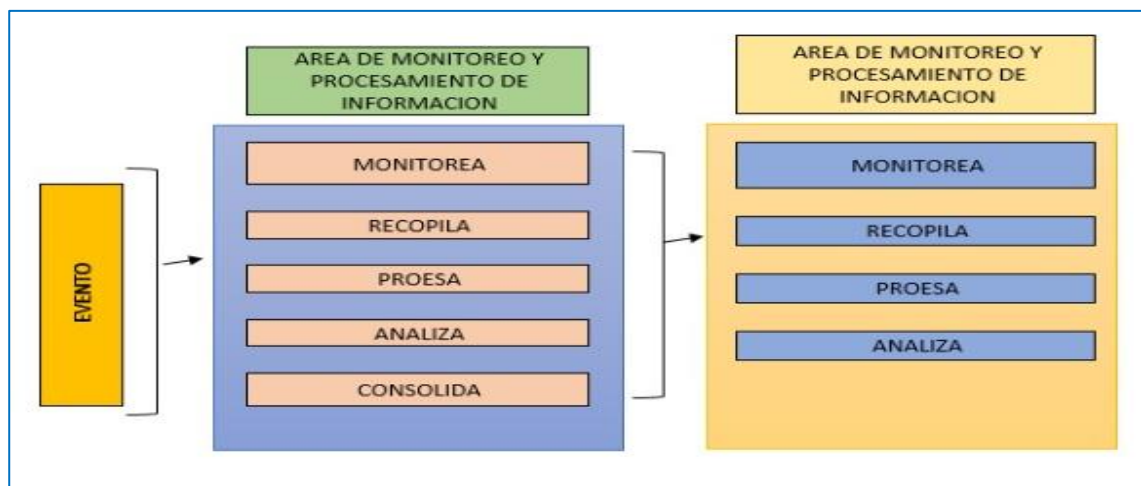 EVENTO
AREA DE MONITOREO Y
PROCESAMIENTO DE
INFORMACION
MONITOREA
RECOPILA
PROESA
ANALIZA
CONSOLIDA
AREA DE MONITOREO Y
PROCESAMIENTO DE
INFORMACION
MONITOREA
RECOPILA
PROESA
ANALIZA